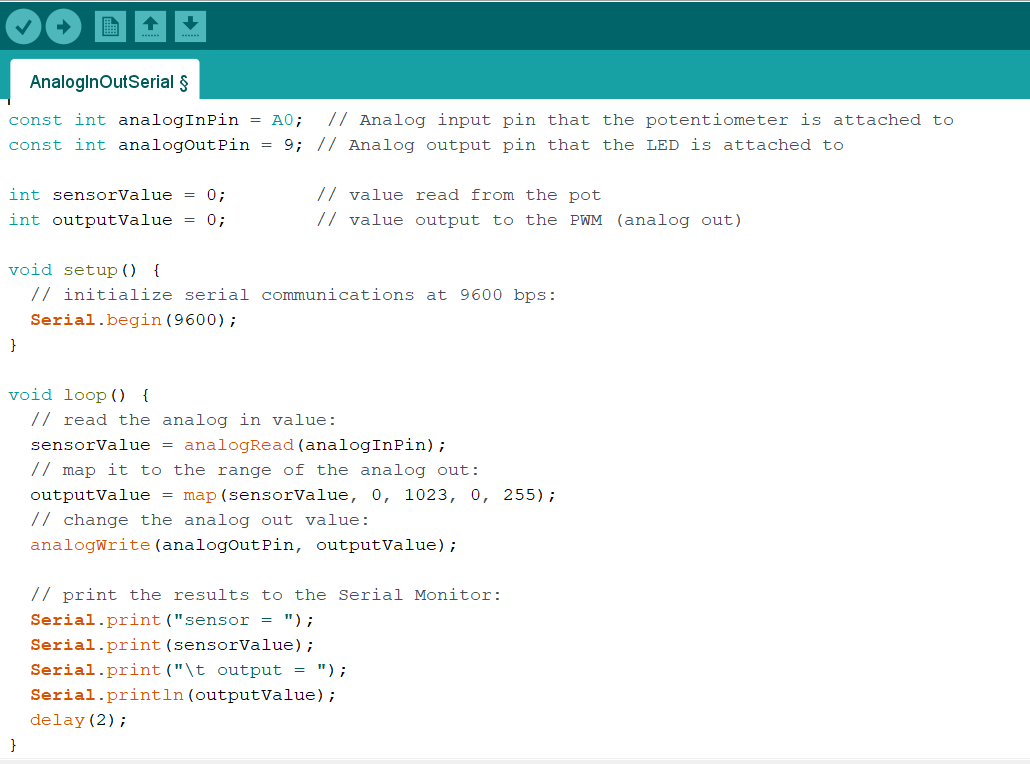 AnalogInOutSerial §
const int analogInPin = A0;  // Analog input pin that the potentiometer is attached to
const int analogOutPin = 9; // Analog output pin that the LED is attached to
int sensorValue = 0;        // value read from the pot
int outputValue = 0;        // value output to the PWM (analog out)
void setup() {
  // initialize serial communications at 9600 bps:
  Serial.begin(9600);
}
void loop() {
  // read the analog in value:
  sensorValue = analogRead(analogInPin);
  // map it to the range of the analog out:
  outputValue = map(sensorValue, 0, 1023, 0, 255);
  // change the analog out value:
  analogWrite(analogOutPin, outputValue);
  // print the results to the Serial Monitor:
  Serial.print("sensor = ");
  Serial.print(sensorValue);
  Serial.print("\t output = ");
  Serial.println(outputValue);
  delay(2);
}